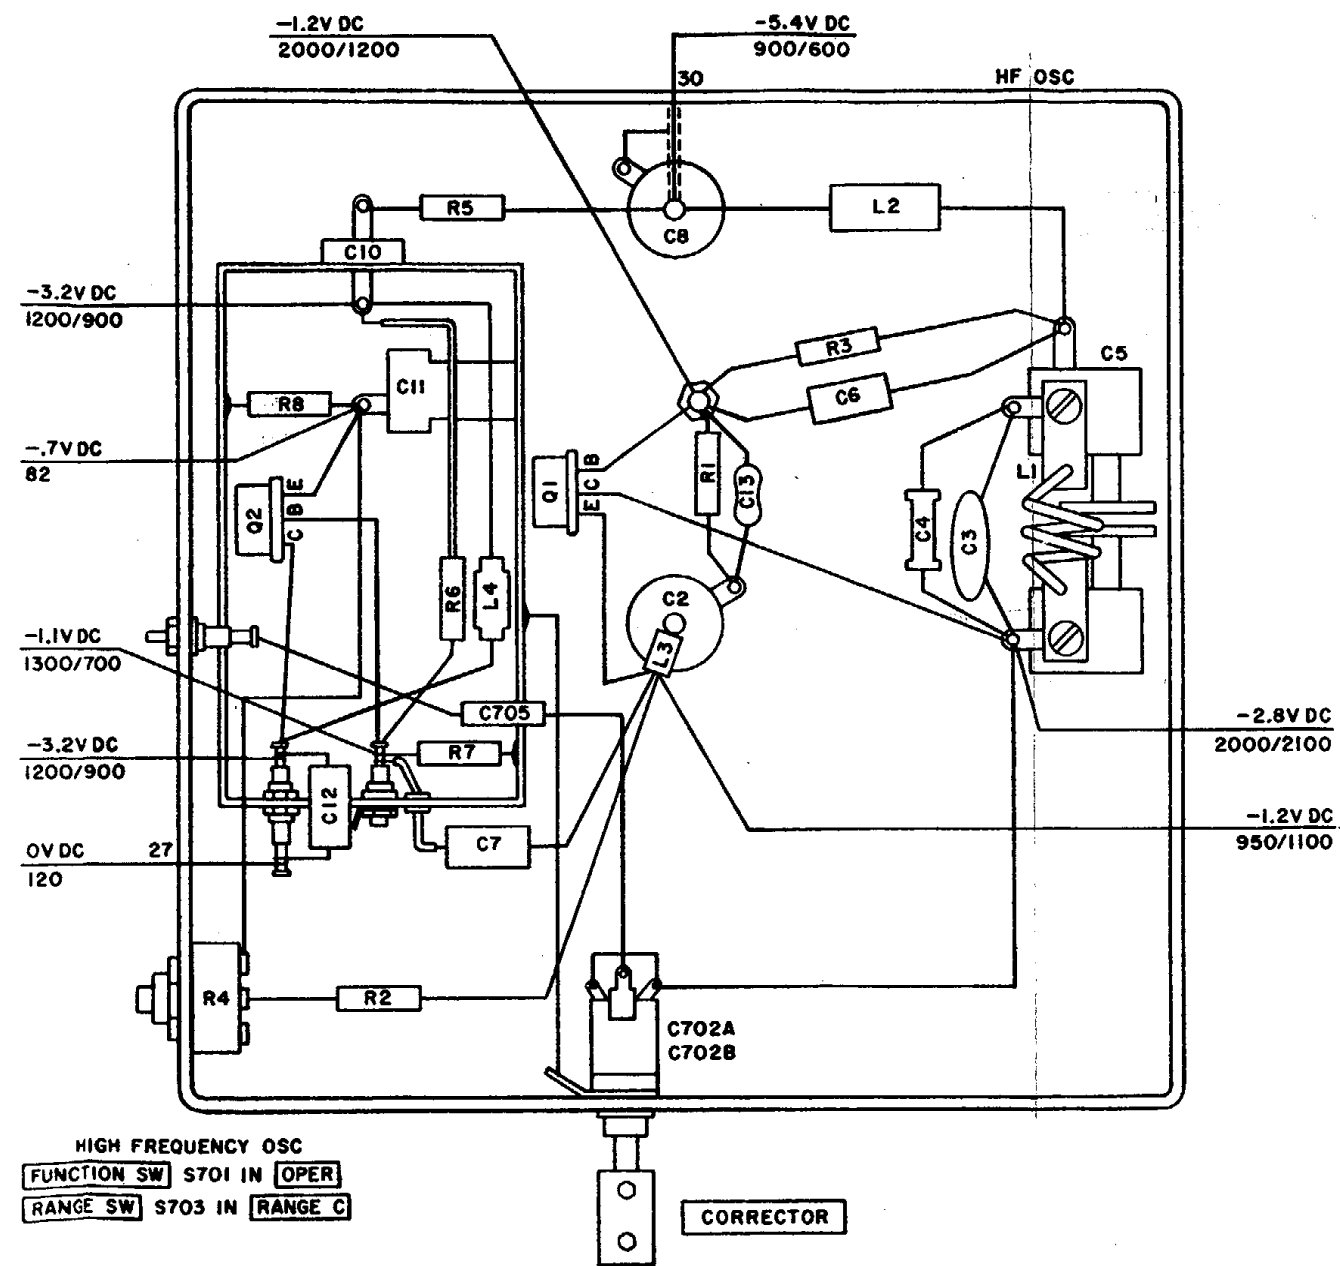 -1.2V DC
2000/1200
-5.4V DC
900/600
30
HF OSC
R5
C8
L2
C10
-3.2V DC
1200/900
R3
C5
C11
C6
R8
-.7V DC
82
B
C
E
Q1
R1
C13
L1
E
B
C
Q2
C4
C3
R6
L4
C2
L3
-1.1V DC
1300/700
C705
-2.8V DC
2000/2100
-3.2V DC
1200/900
R7
C12
-1.2V DC
950/1100
0V DC
27
120
C7
R4
R2
C702A
C702B
HIGH FREQUENCY OSC
FUNCTION SW S701 IN OPER
RANGE SW S703 IN RANGE C
CORRECTOR